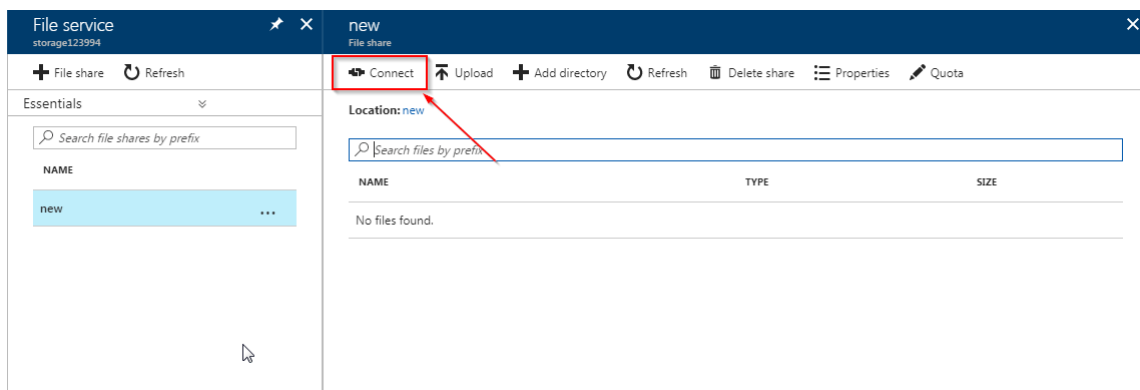 File service
storage123994
File share
Refresh
Essentials
Search file shares by prefix
NAME
new
new
File share
Connect Upload Add directory Refresh Delete share Properties Quota
Location: new
Search files by prefix
NAME TYPE SIZE
No files found.